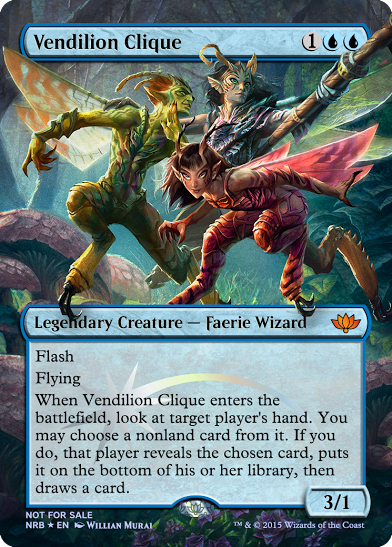 Vendilion Clique 1
Legendary Creature — Faerie Wizard
Flash
Flying
When Vendilion Clique enters the
battlefield, look at target player's hand. You
may choose a nonland card from it. If you
do, that player reveals the chosen card, puts
it on the bottom of his or her library, then
draws a card.
3/1
NOT FOR SALE
NRB ★ EN Willian Murai ™ & © 2015 Wizards of the Coast